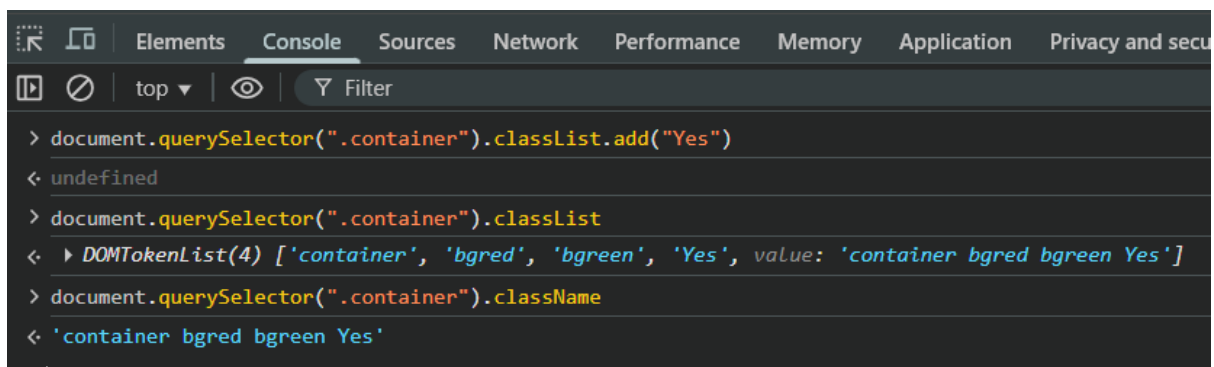 Elements Console Sources Network Performance Memory Application Privacy and secu
top Filter
> document.querySelector(".container").classList.add("Yes")
undefined
> document.querySelector(".container").classList
DOMTokenList(4) ['container', 'bgred', 'bgreen', 'Yes', value: 'container bgred bgreen Yes']
> document.querySelector(".container").className
'container bgred bgreen Yes'